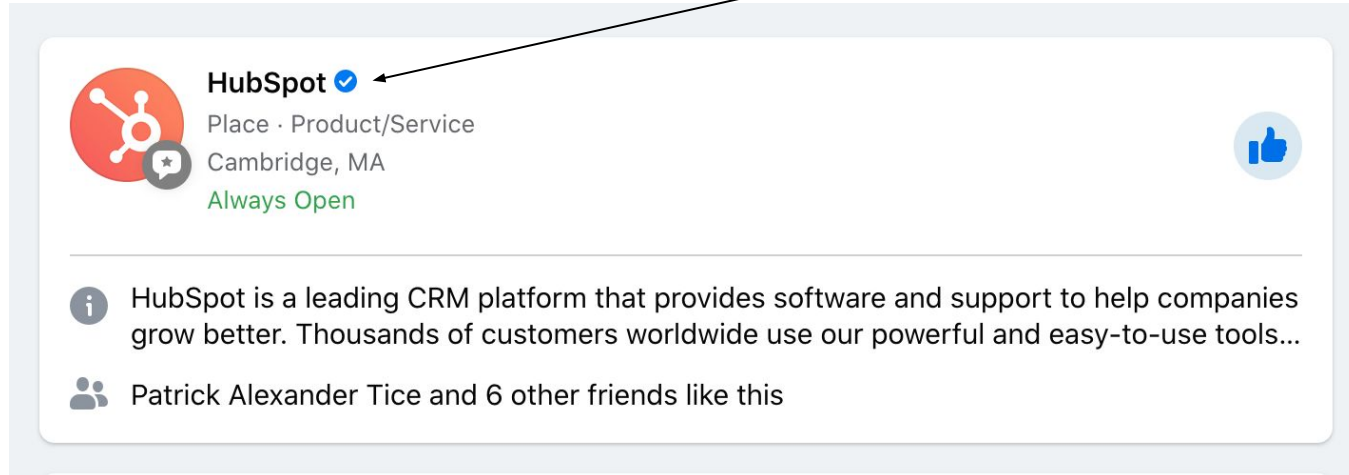 HubSpot
Place · Product/Service
Cambridge, MA
Always Open
HubSpot is a leading CRM platform that provides software and support to help companies
grow better. Thousands of customers worldwide use our powerful and easy-to-use tools...
Patrick Alexander Tice and 6 other friends like this